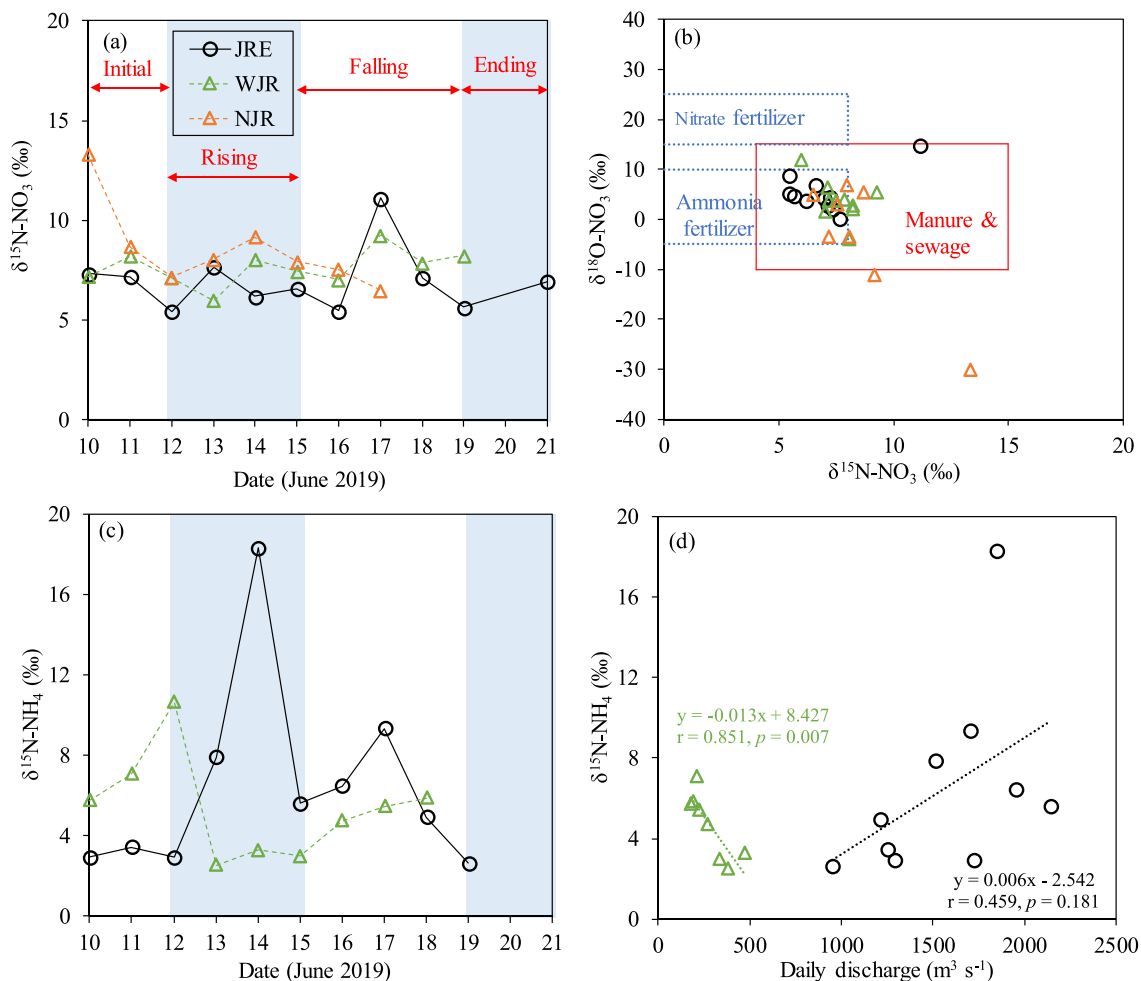 (a)
JRE
WJR
NJR
Initial
Rising
Falling
Ending
20
15
10
5
0
δ¹⁵N-NO₃ (‰)
10 11 12 13 14 15 16 17 18 19 20 21
Date (June 2019)
(b)
Nitrate fertilizer
Ammonia
fertilizer
Manure &
sewage
40
30
20
10
0
-10
-20
-30
-40
δ¹⁸O-NO₃ (‰)
0 5 10 15 20
δ¹⁵N-NO₃ (‰)
(c)
20
16
12
8
4
0
δ¹⁵N-NH₄ (‰)
10 11 12 13 14 15 16 17 18 19 20 21
Date (June 2019)
(d)
y = -0.013x + 8.427
r = 0.851, p = 0.007
y = 0.006x - 2.542
r = 0.459, p = 0.181
20
16
12
8
4
0
δ¹⁵N-NH₄ (‰)
0 500 1000 1500 2000 2500
Daily discharge (m³ s⁻¹)